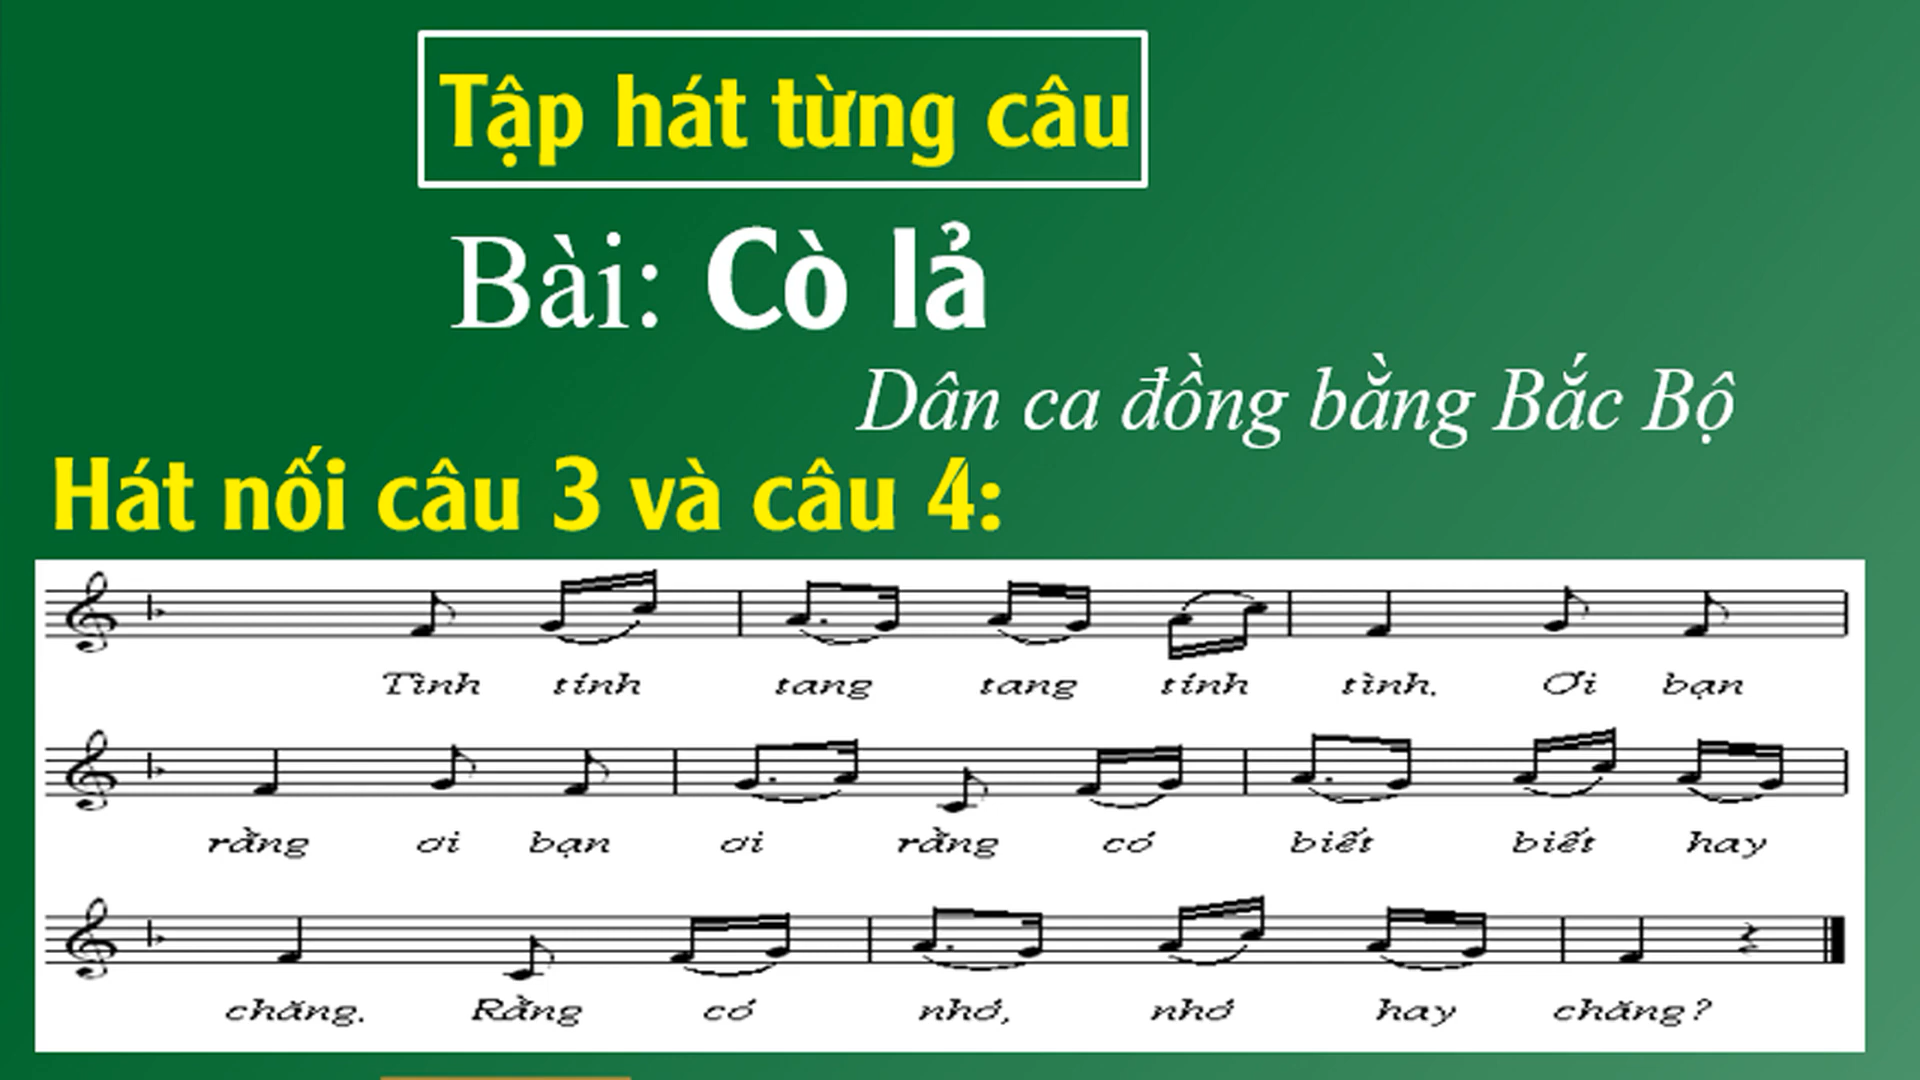 Tập hát từng câu
Bài: Cò lả
Dân ca đồng bằng Bắc Bộ
Hát nối câu 3 và câu 4:
Tình tính tang tang tính tình. Ơi bạn
rằng ơi bạn ơi rằng có biết biết hay
chăng. Rằng có nhớ, nhớ hay chăng?